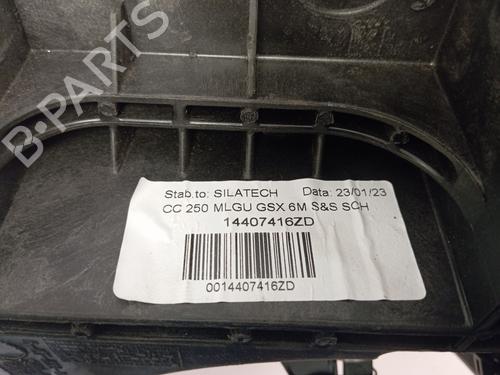 B-PARTS
Stab.to: SILATECH Data: 23/01/23
CC 250 MLGU GSX 6M S&S SCH
14407416ZD
0014407416ZD